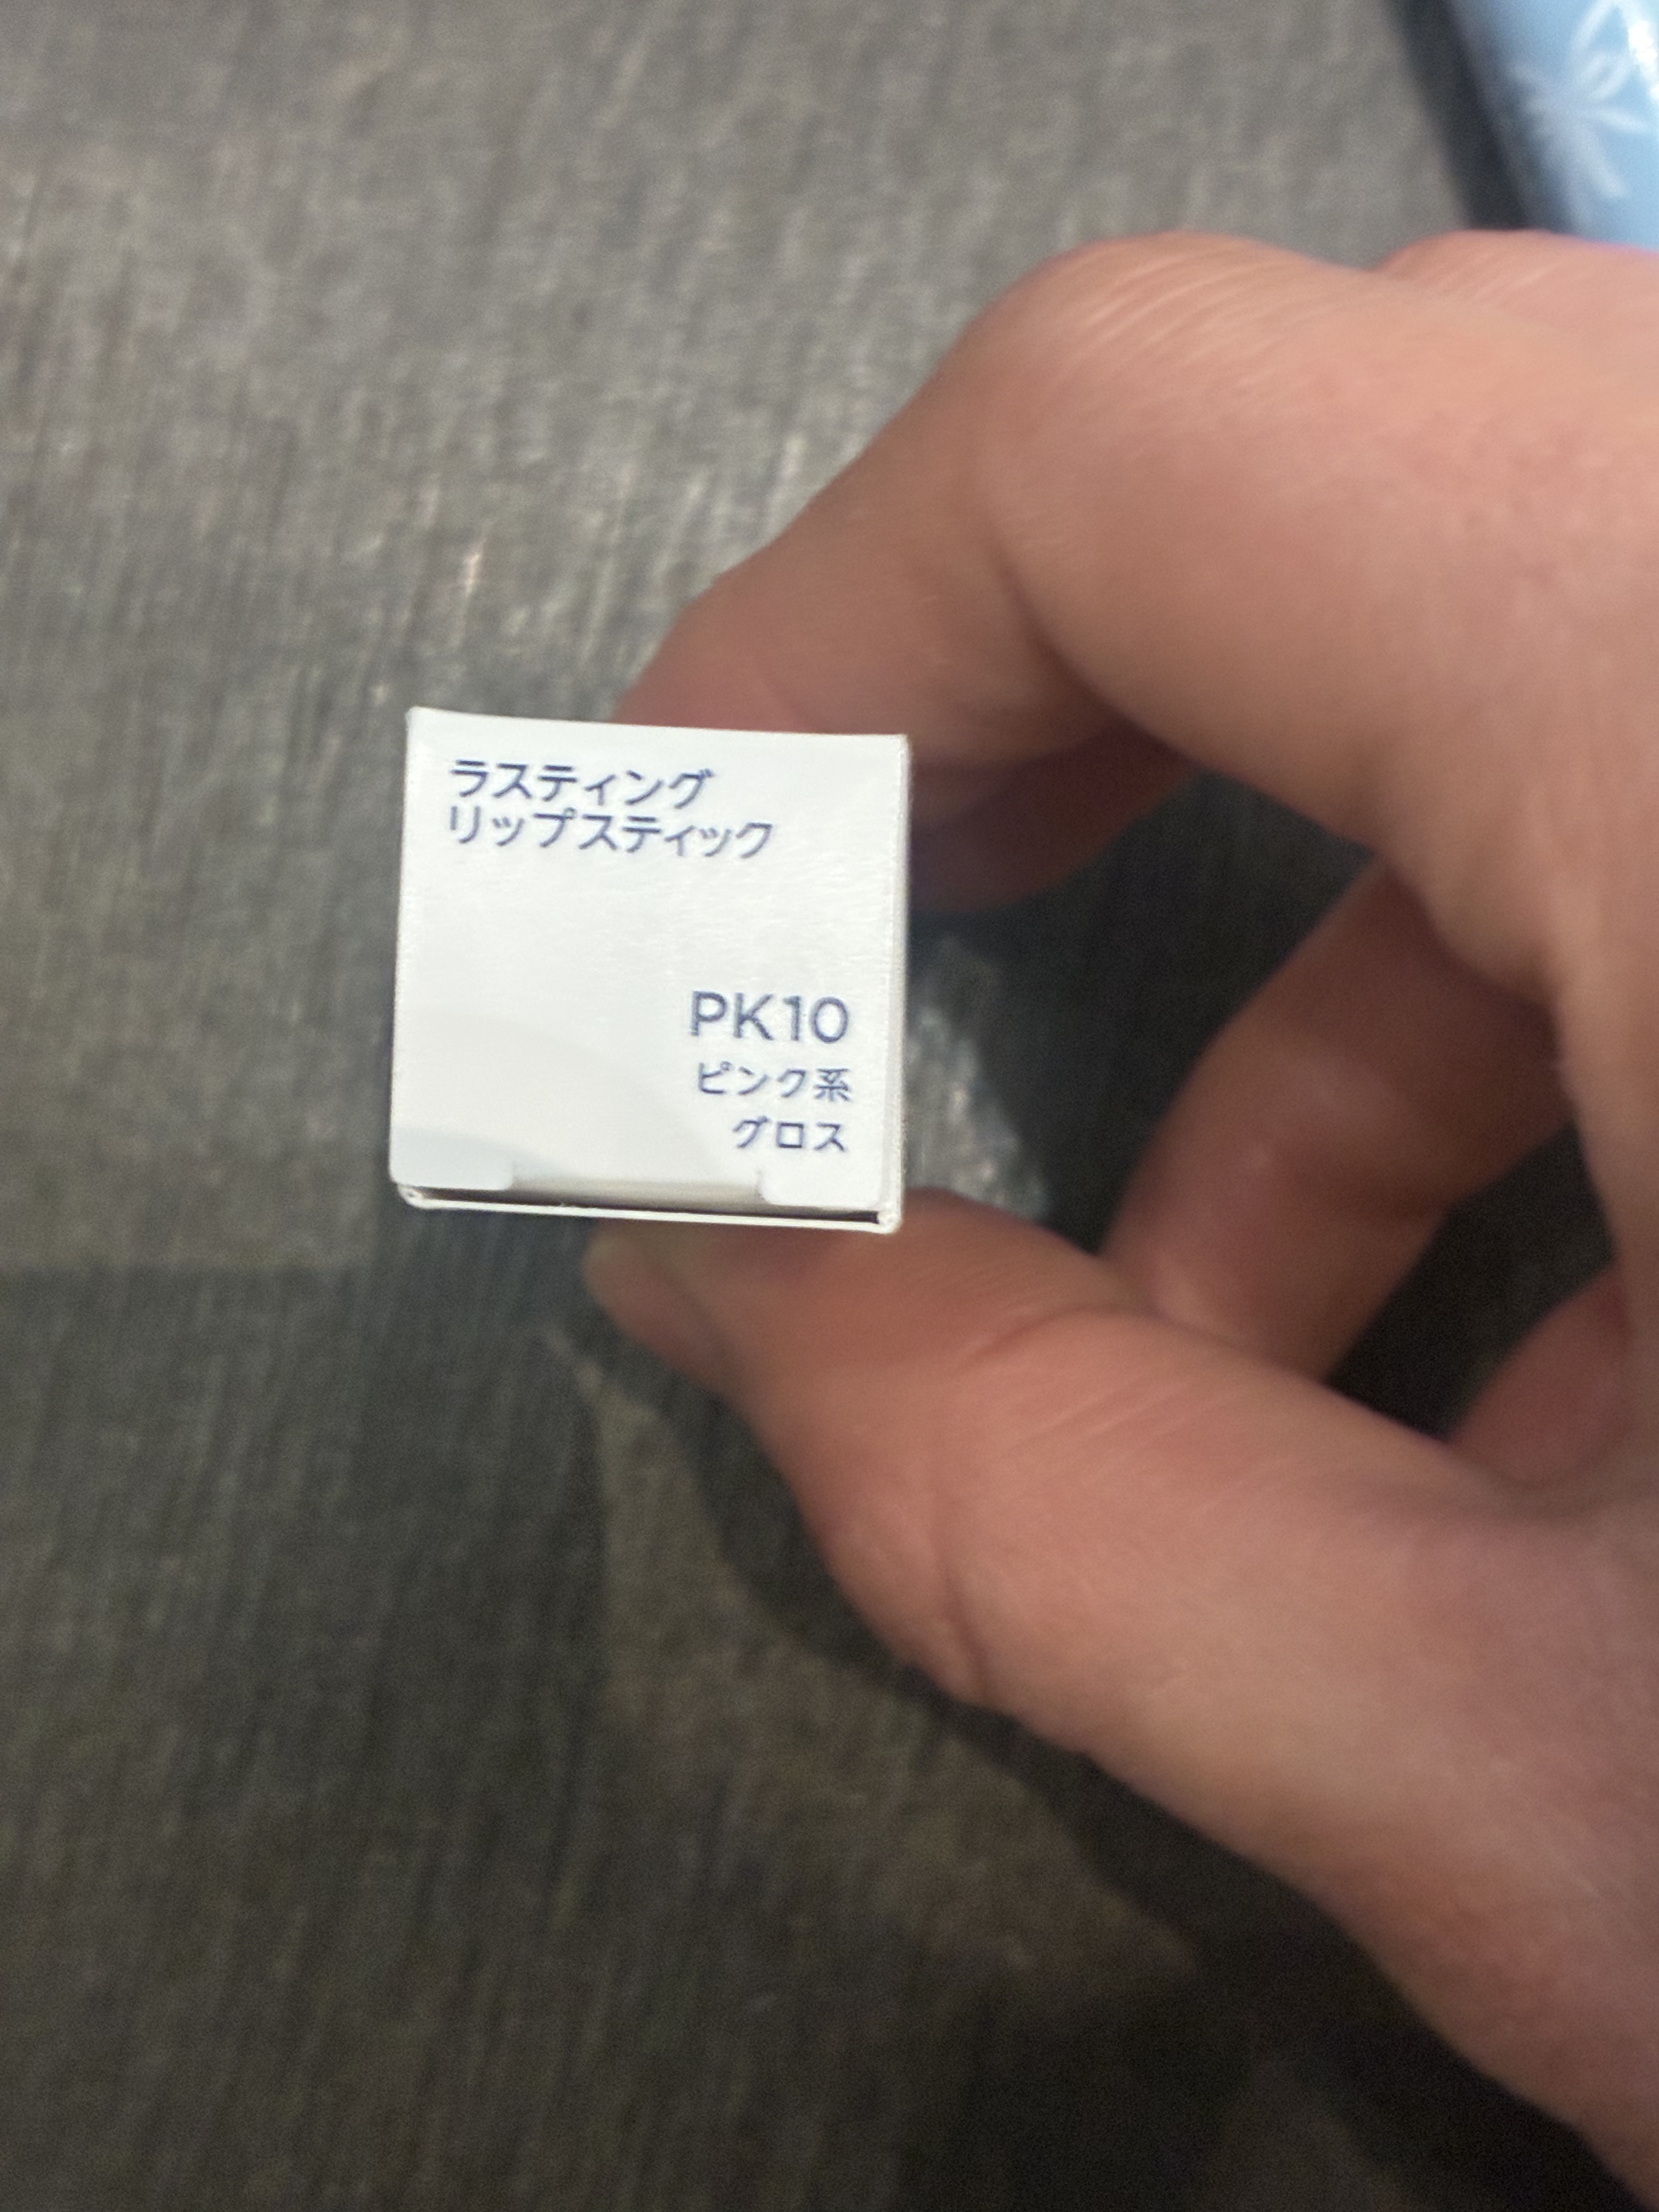 ラスティング
リップスティック
PK10
ピンク系
グロス